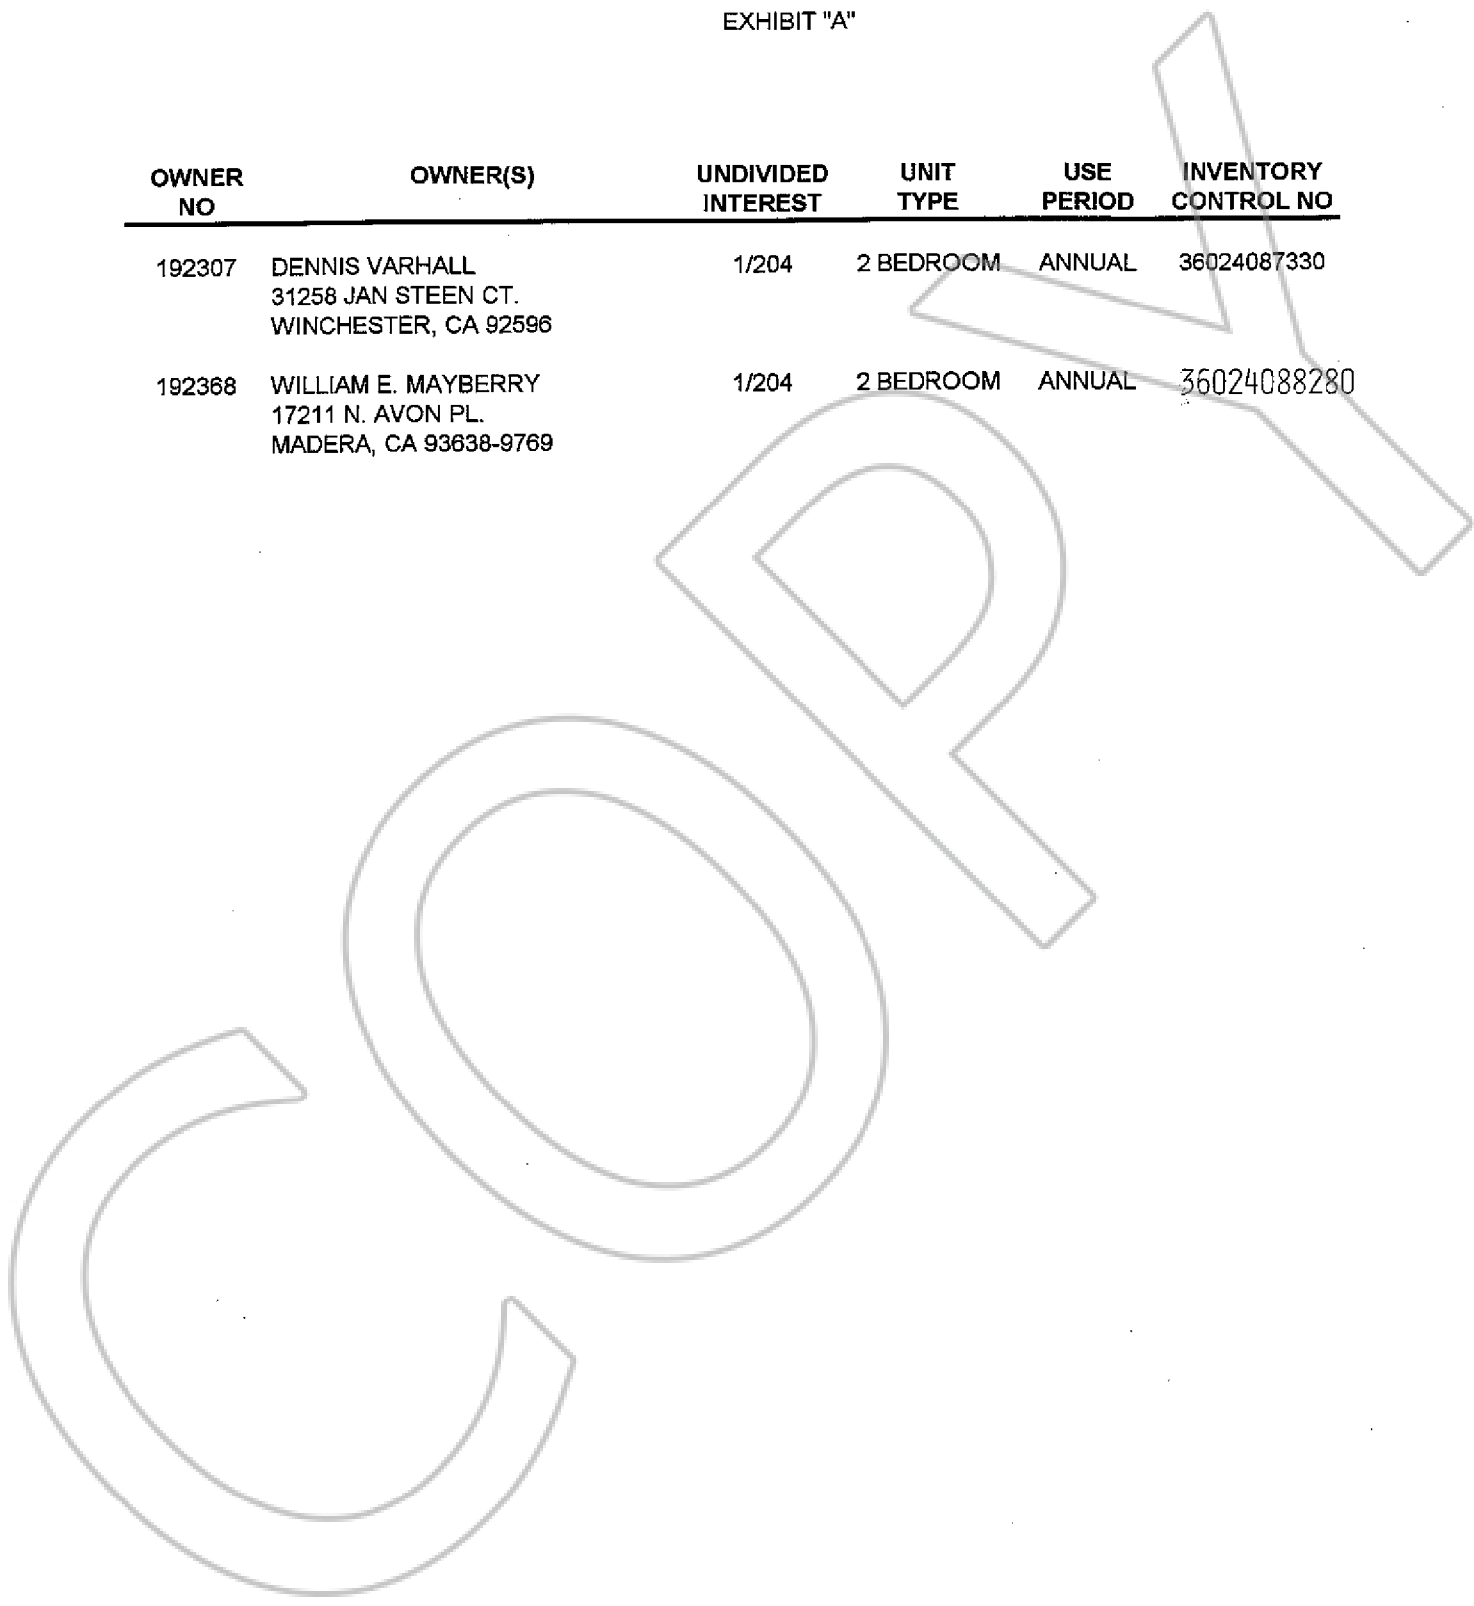 EXHIBIT "A"
OWNER NO OWNER(S) UNDIVIDED INTEREST UNIT TYPE USE PERIOD INVENTORY CONTROL NO
192307 DENNIS VARHALL 1/204 2 BEDROOM ANNUAL 36024087330
31258 JAN STEEN CT.
WINCHESTER, CA 92596
192368 WILLIAM E. MAYBERRY 1/204 2 BEDROOM ANNUAL 36024088280
17211 N. AVON PL.
MADERA, CA 93638-9769
COPY